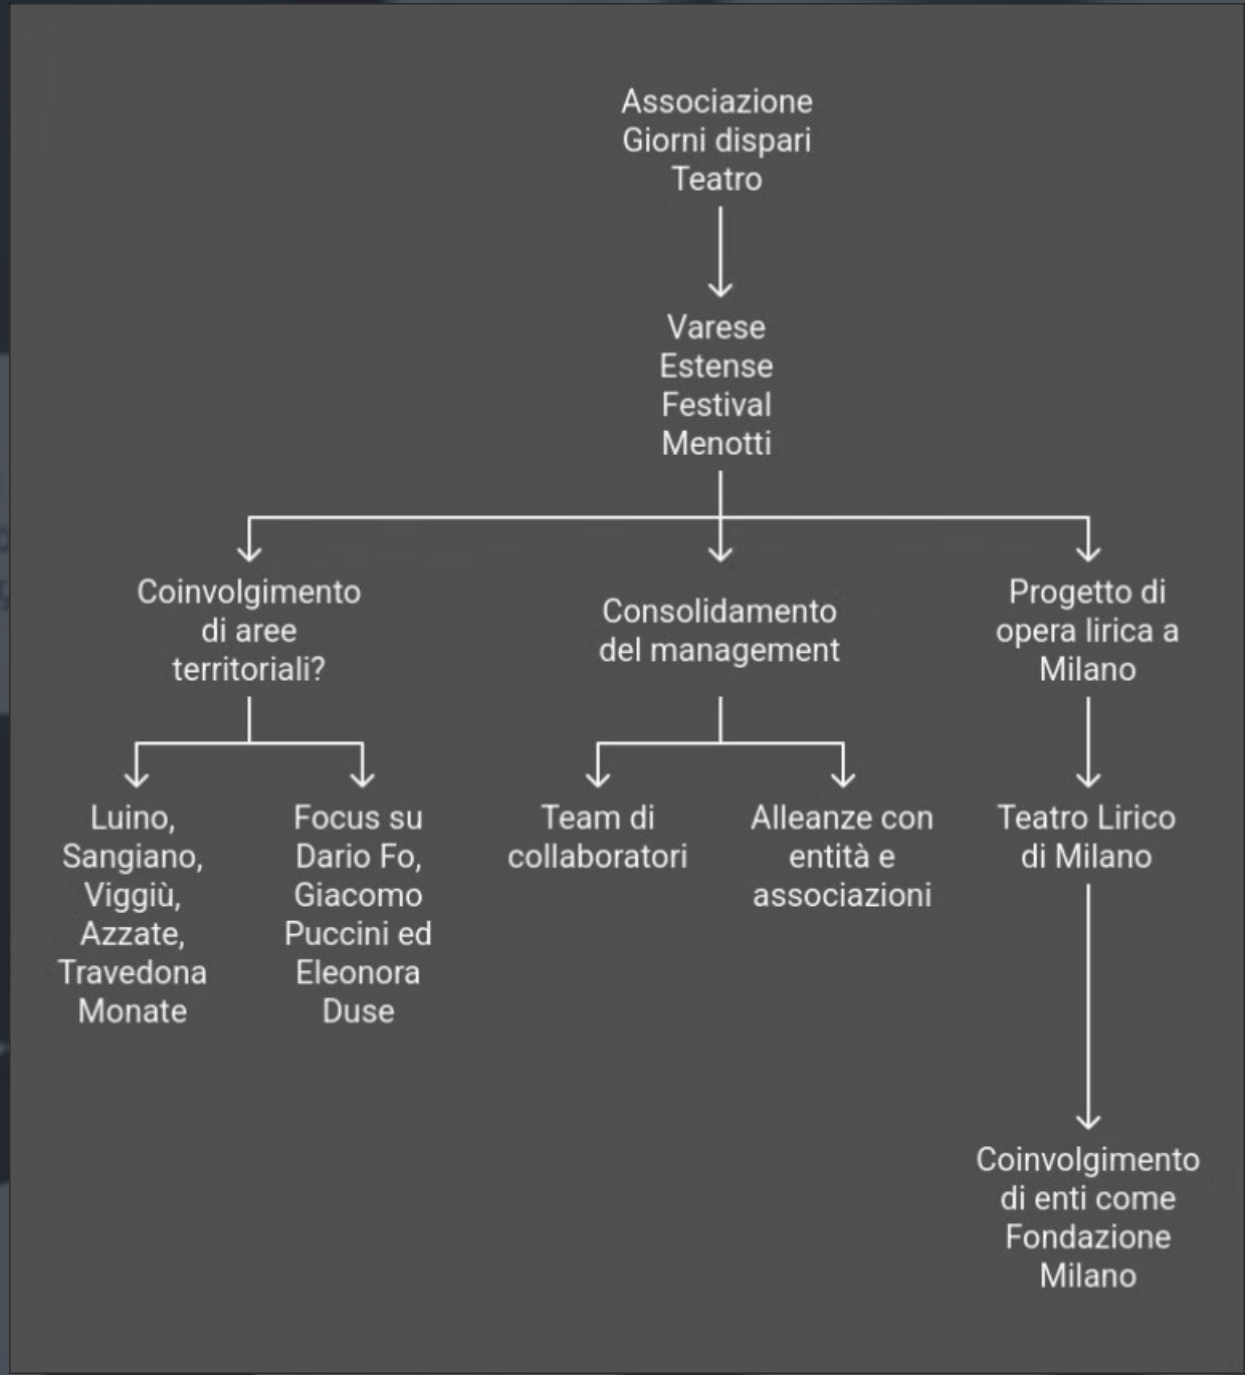 Associazione
Giorni dispari
Teatro
Varese
Estense
Festival
Menotti
Coinvolgimento
di aree
territoriali?
Consolidamento
del management
Progetto di
opera lirica a
Milano
Luino,
Sangiano,
Viggiù,
Azzate,
Travedona
Monate
Focus su
Dario Fo,
Giacomo
Puccini ed
Eleonora
Duse
Team di
collaboratori
Alleanze con
entità e
associazioni
Teatro Lirico
di Milano
Coinvolgimento
di enti come
Fondazione
Milano